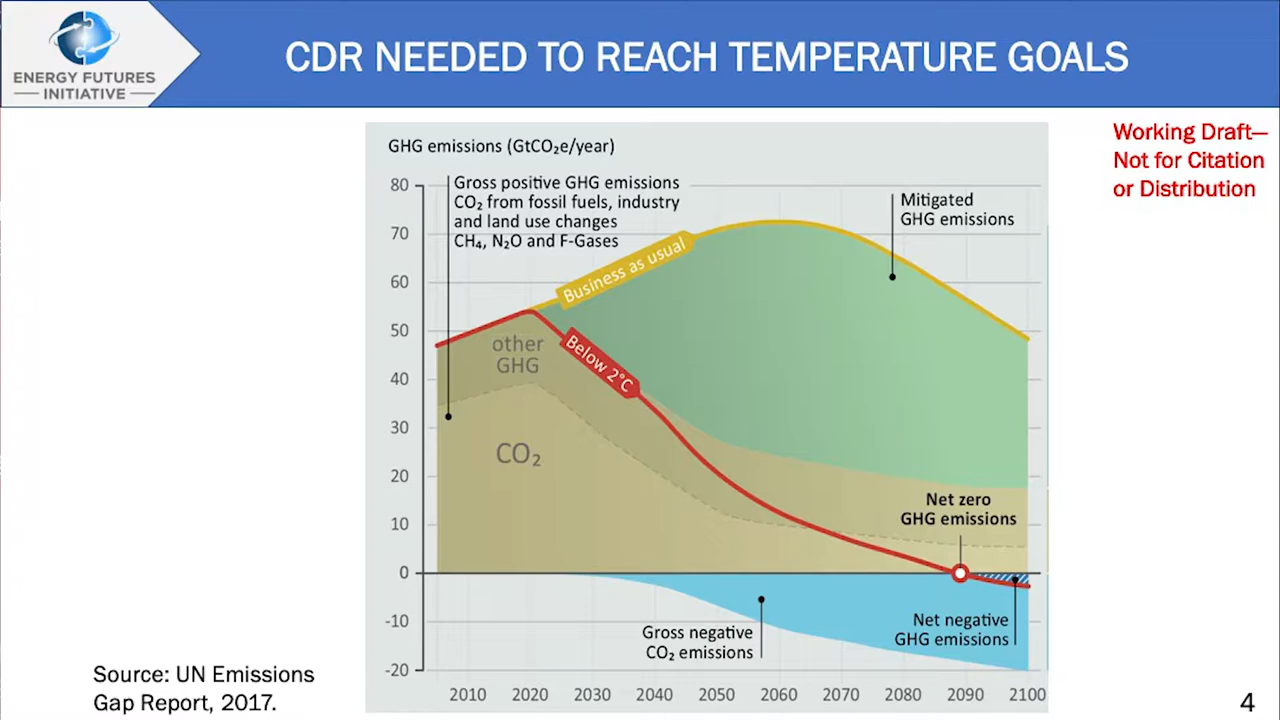 ENERGY FUTURES
INITIATIVE
CDR NEEDED TO REACH TEMPERATURE GOALS
Working Draft—
Not for Citation
or Distribution
GHG emissions (GtCO₂e/year)
80
70
60
50
40
30
20
10
0
-10
-20
Gross positive GHG emissions
CO₂ from fossil fuels, industry
and land use changes
CH₄, N₂O and F-Gases
Mitigated
GHG emissions
Business as usual
Below 2°C
other
GHG
CO₂
Net zero
GHG emissions
Gross negative
CO₂ emissions
Net negative
GHG emissions
2010 2020 2030 2040 2050 2060 2070 2080 2090 2100
Source: UN Emissions
Gap Report, 2017.
4